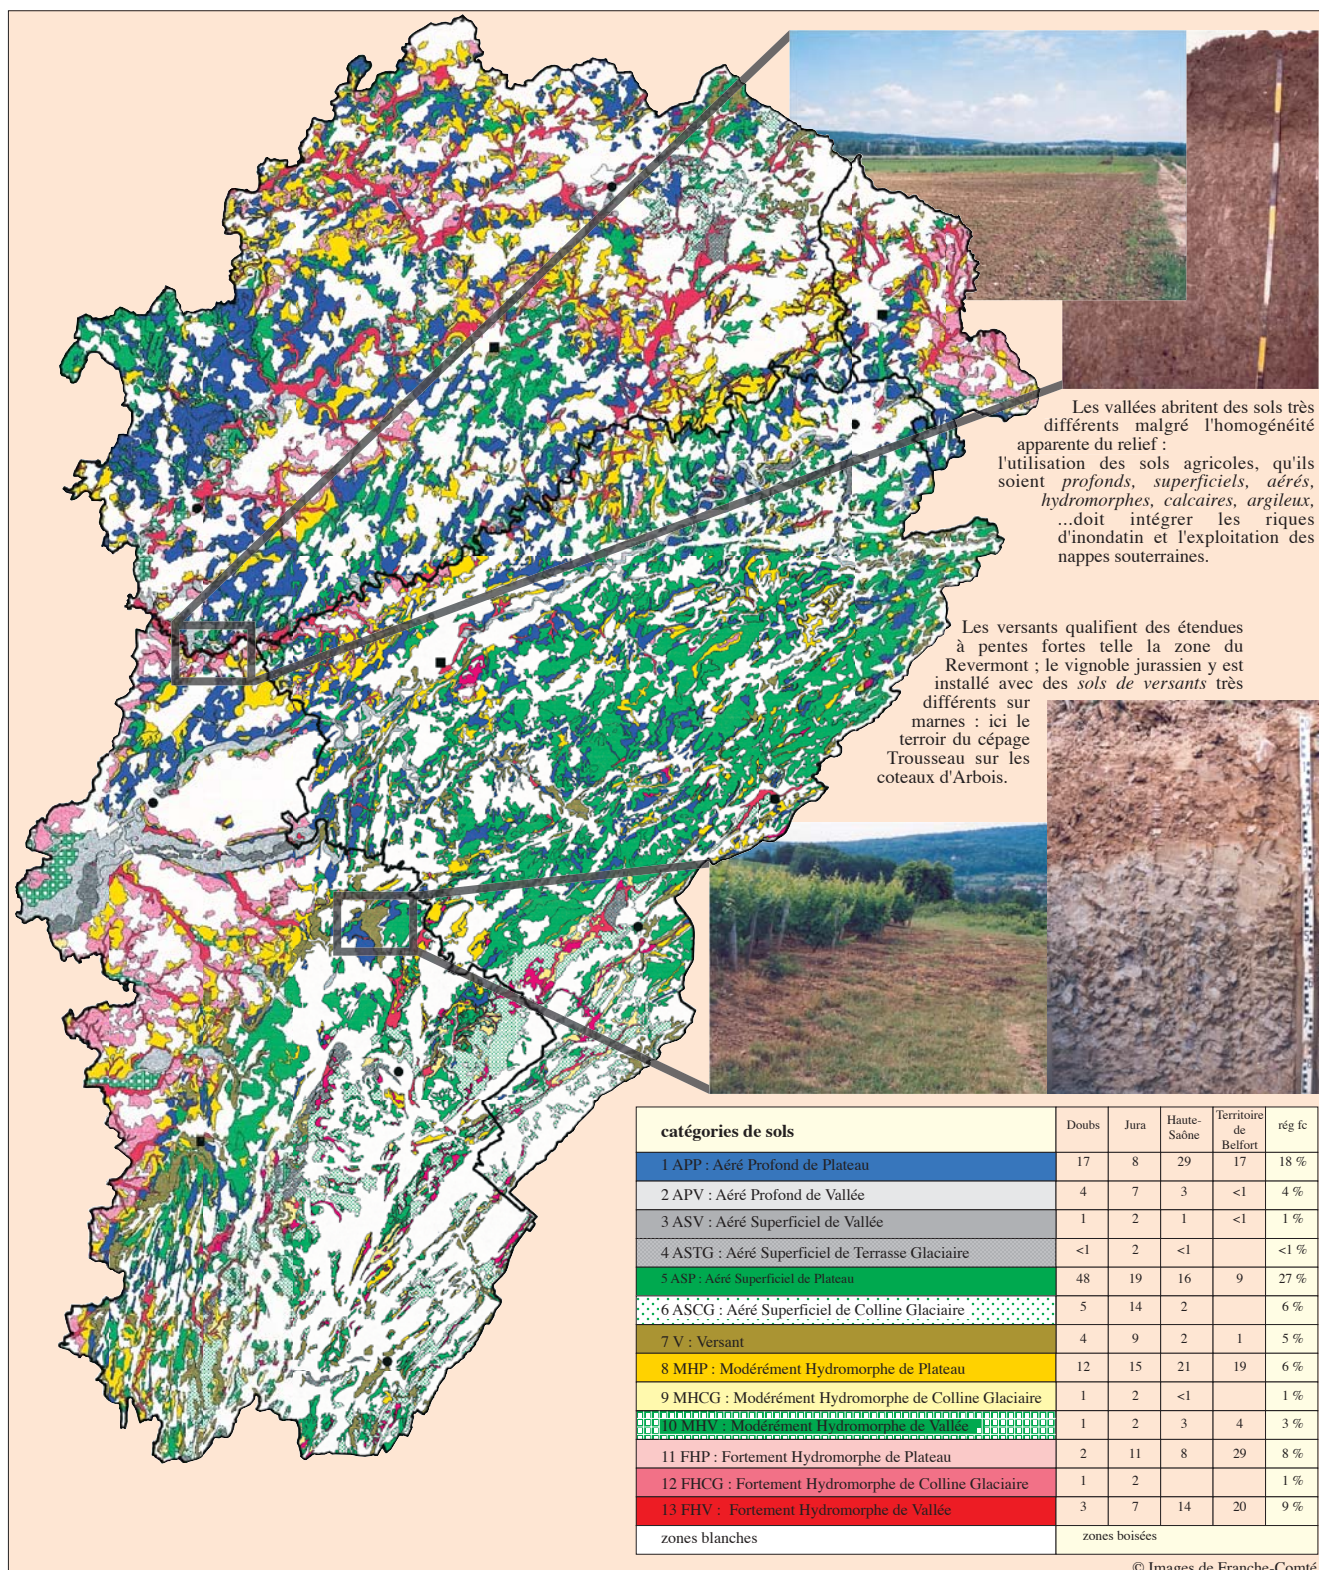 Les vallées abritent des sols très
différents malgré l'homogénéité
apparente du relief :
l'utilisation des sols agricoles, qu'ils
soient profonds, superficiels, aérés,
hydromorphes, calcaires, argileux,
...doit intégrer les riques
d'inondatin et l'exploitation des
nappes souterraines.
Les versants qualifient des étendues
à pentes fortes telle la zone du
Revermont ; le vignoble jurassien y est
installé avec des sols de versants très
différents sur
marnes : ici le
terroir du cépage
Trousseau sur les
coteaux d'Arbois.
catégories de sols Doubs Jura Haute-Saône Territoire de Belfort rég fc
1 APP : Aéré Profond de Plateau 17 8 29 17 18 %
2 APV : Aéré Profond de Vallée 4 7 3 <1 4 %
3 ASV : Aéré Superficiel de Vallée 1 2 1 <1 1 %
4 ASTG : Aéré Superficiel de Terrasse Glaciaire <1 2 <1 <1 %
5 ASP : Aéré Superficiel de Plateau 48 19 16 9 27 %
6 ASCG : Aéré Superficiel de Colline Glaciaire 5 14 2 6 %
7 V : Versant 4 9 2 1 5 %
8 MHP : Modérément Hydromorphe de Plateau 12 15 21 19 6 %
9 MHCG : Modérément Hydromorphe de Colline Glaciaire 1 2 <1 1 %
10 MHV : Modérément Hydromorphe de Vallée 1 2 3 4 3 %
11 FHP : Fortement Hydromorphe de Plateau 2 11 8 29 8 %
12 FHCG : Fortement Hydromorphe de Colline Glaciaire 1 2 1 %
13 FHV : Fortement Hydromorphe de Vallée 3 7 14 20 9 %
zones blanches zones boisées
© Images de Franche-Comté